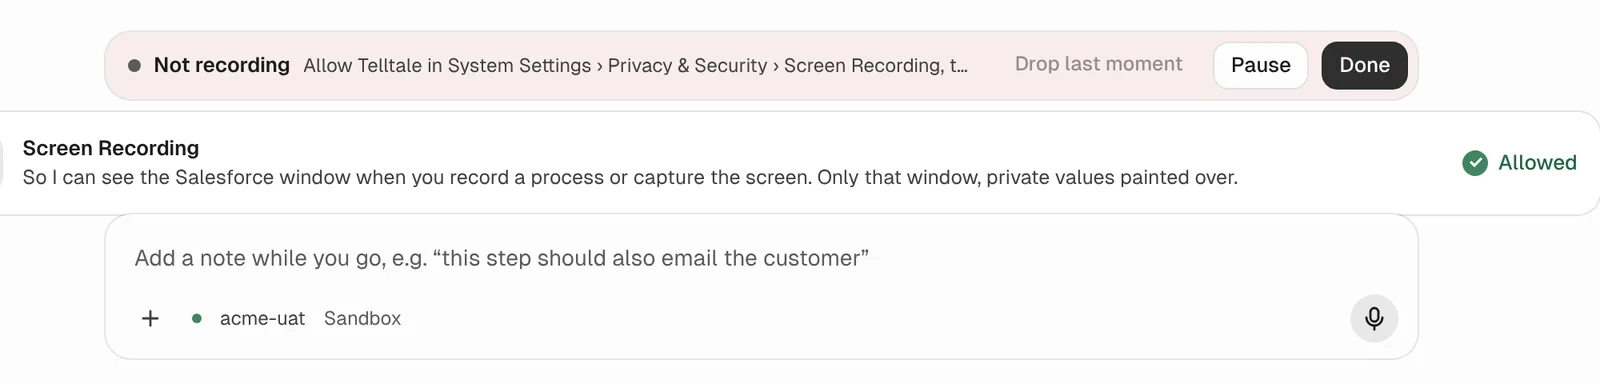 Not recording Allow Telltale in System Settings › Privacy & Security › Screen Recording, t... Drop last moment Pause Done
Screen Recording
So I can see the Salesforce window when you record a process or capture the screen. Only that window, private values painted over.
Allowed
Add a note while you go, e.g. “this step should also email the customer”
acme-uat Sandbox